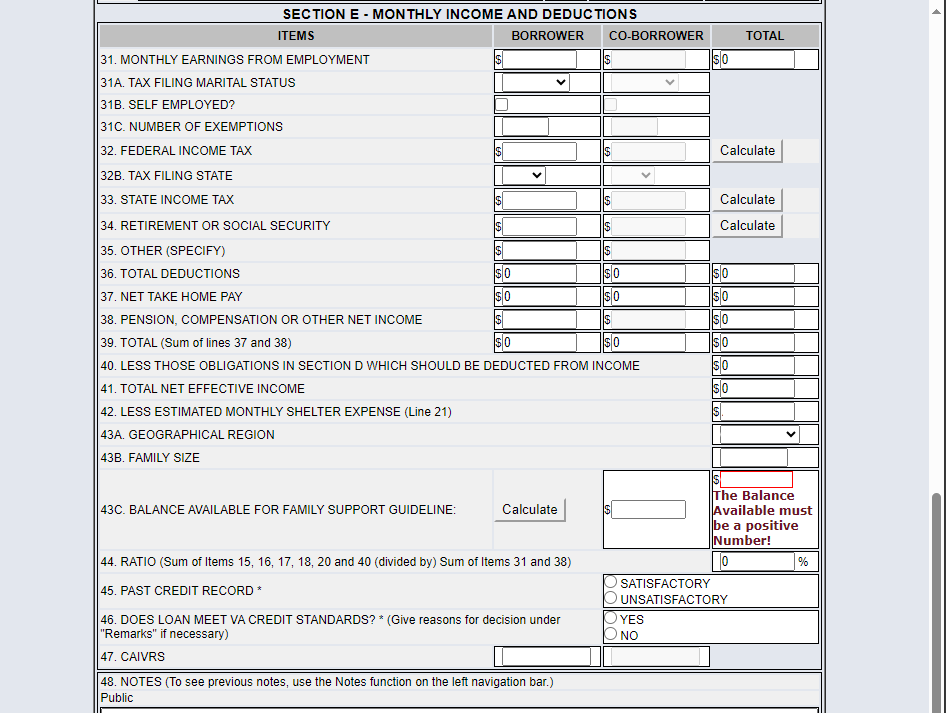 SECTION E - MONTHLY INCOME AND DEDUCTIONS
ITEMS BORROWER CO-BORROWER TOTAL
31. MONTHLY EARNINGS FROM EMPLOYMENT $ $ $0
31A. TAX FILING MARITAL STATUS
31B. SELF EMPLOYED?
31C. NUMBER OF EXEMPTIONS
32. FEDERAL INCOME TAX $ $ Calculate
32B. TAX FILING STATE
33. STATE INCOME TAX $ $ Calculate
34. RETIREMENT OR SOCIAL SECURITY $ $ Calculate
35. OTHER (SPECIFY) $ $
36. TOTAL DEDUCTIONS $0 $0 $0
37. NET TAKE HOME PAY $0 $0 $0
38. PENSION, COMPENSATION OR OTHER NET INCOME $ $ $0
39. TOTAL (Sum of lines 37 and 38) $0 $0 $0
40. LESS THOSE OBLIGATIONS IN SECTION D WHICH SHOULD BE DEDUCTED FROM INCOME $0
41. TOTAL NET EFFECTIVE INCOME $0
42. LESS ESTIMATED MONTHLY SHELTER EXPENSE (Line 21) $
43A. GEOGRAPHICAL REGION
43B. FAMILY SIZE
43C. BALANCE AVAILABLE FOR FAMILY SUPPORT GUIDELINE: Calculate $ $
The Balance
Available must
be a positive
Number!
44. RATIO (Sum of Items 15, 16, 17, 18, 20 and 40 (divided by) Sum of Items 31 and 38) 0 %
45. PAST CREDIT RECORD * SATISFACTORY
UNSATISFACTORY
46. DOES LOAN MEET VA CREDIT STANDARDS? * (Give reasons for decision under YES
"Remarks" if necessary) NO
47. CAIVRS
48. NOTES (To see previous notes, use the Notes function on the left navigation bar.)
Public